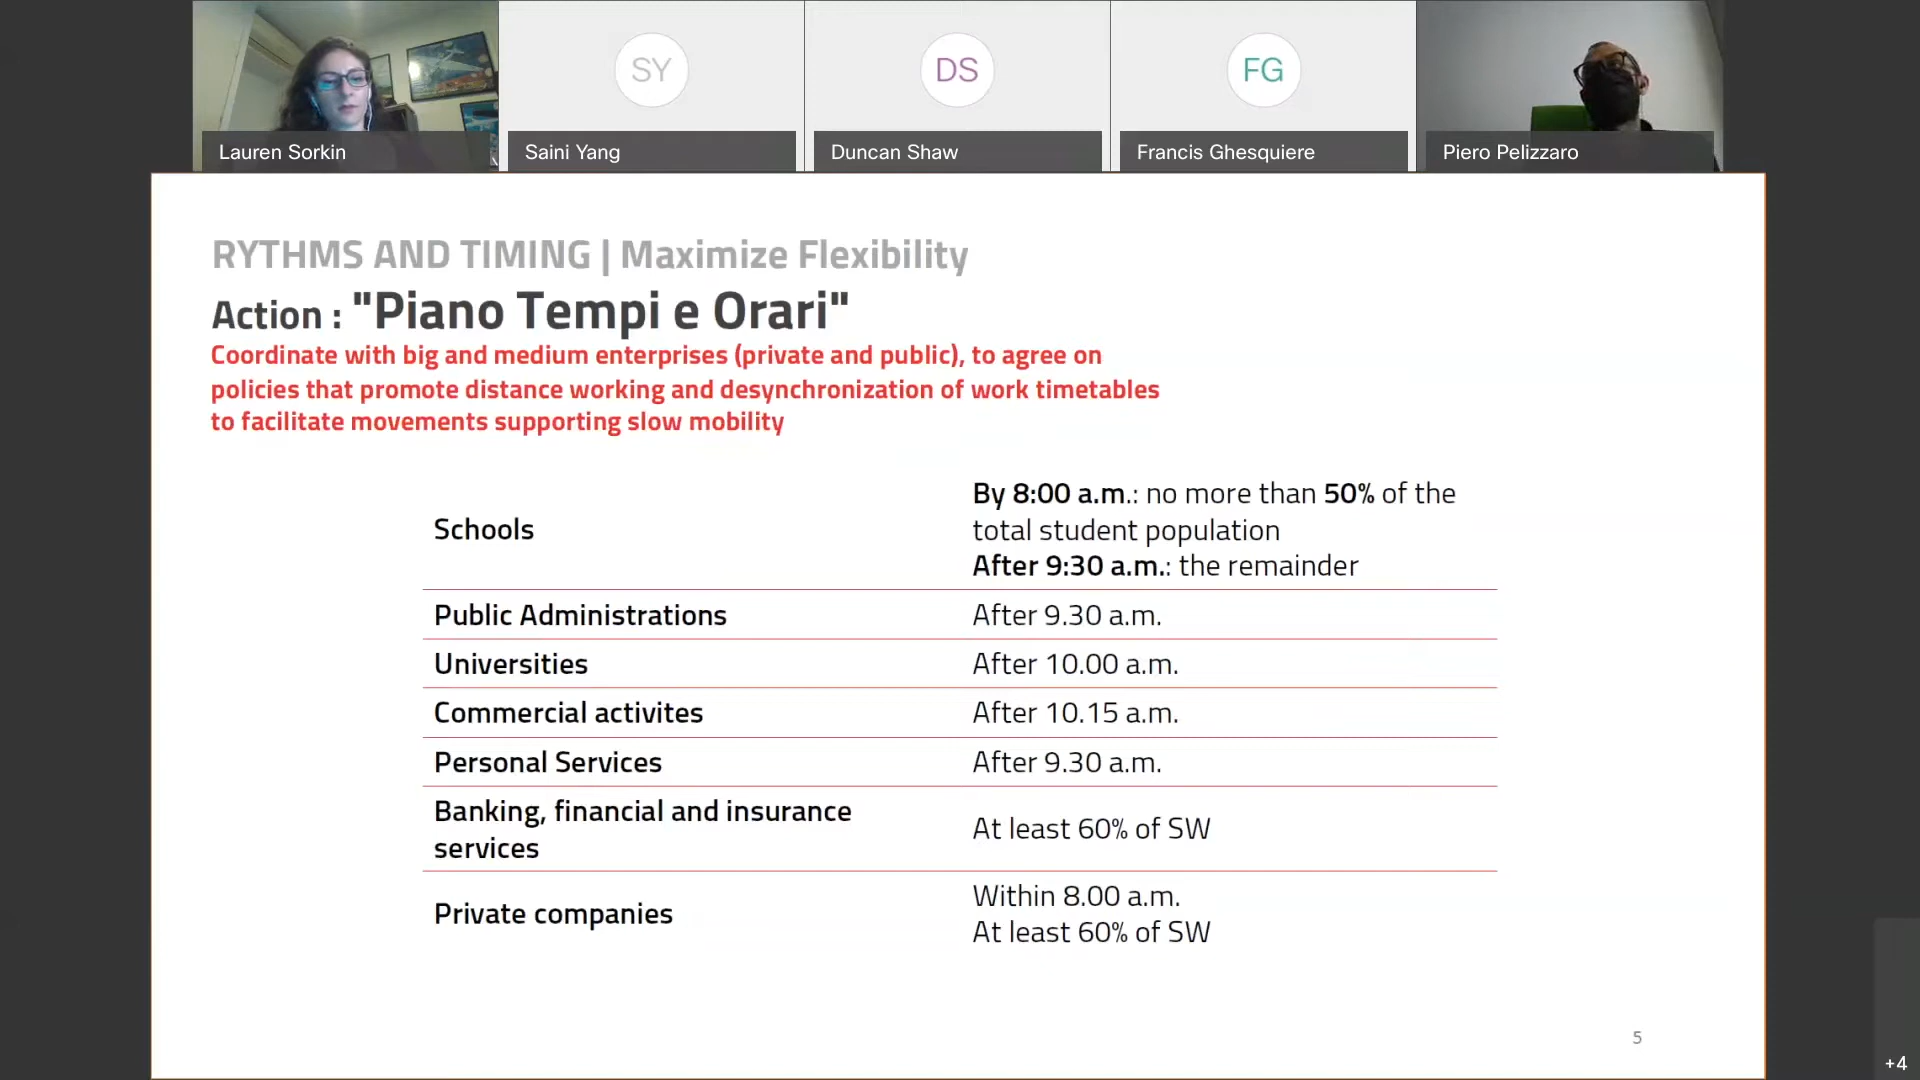 SY
DS
FG
Lauren Sorkin
Saini Yang
Duncan Shaw
Francis Ghesquiere
Piero Pelizzaro
RYTHMS AND TIMING | Maximize Flexibility
Action : "Piano Tempi e Orari"
Coordinate with big and medium enterprises (private and public), to agree on
policies that promote distance working and desynchronization of work timetables
to facilitate movements supporting slow mobility
Schools
By 8:00 a.m.: no more than 50% of the
total student population
After 9:30 a.m.: the remainder
Public Administrations
After 9.30 a.m.
Universities
After 10.00 a.m.
Commercial activites
After 10.15 a.m.
Personal Services
After 9.30 a.m.
Banking, financial and insurance
services
At least 60% of SW
Private companies
Within 8.00 a.m.
At least 60% of SW
5
+4